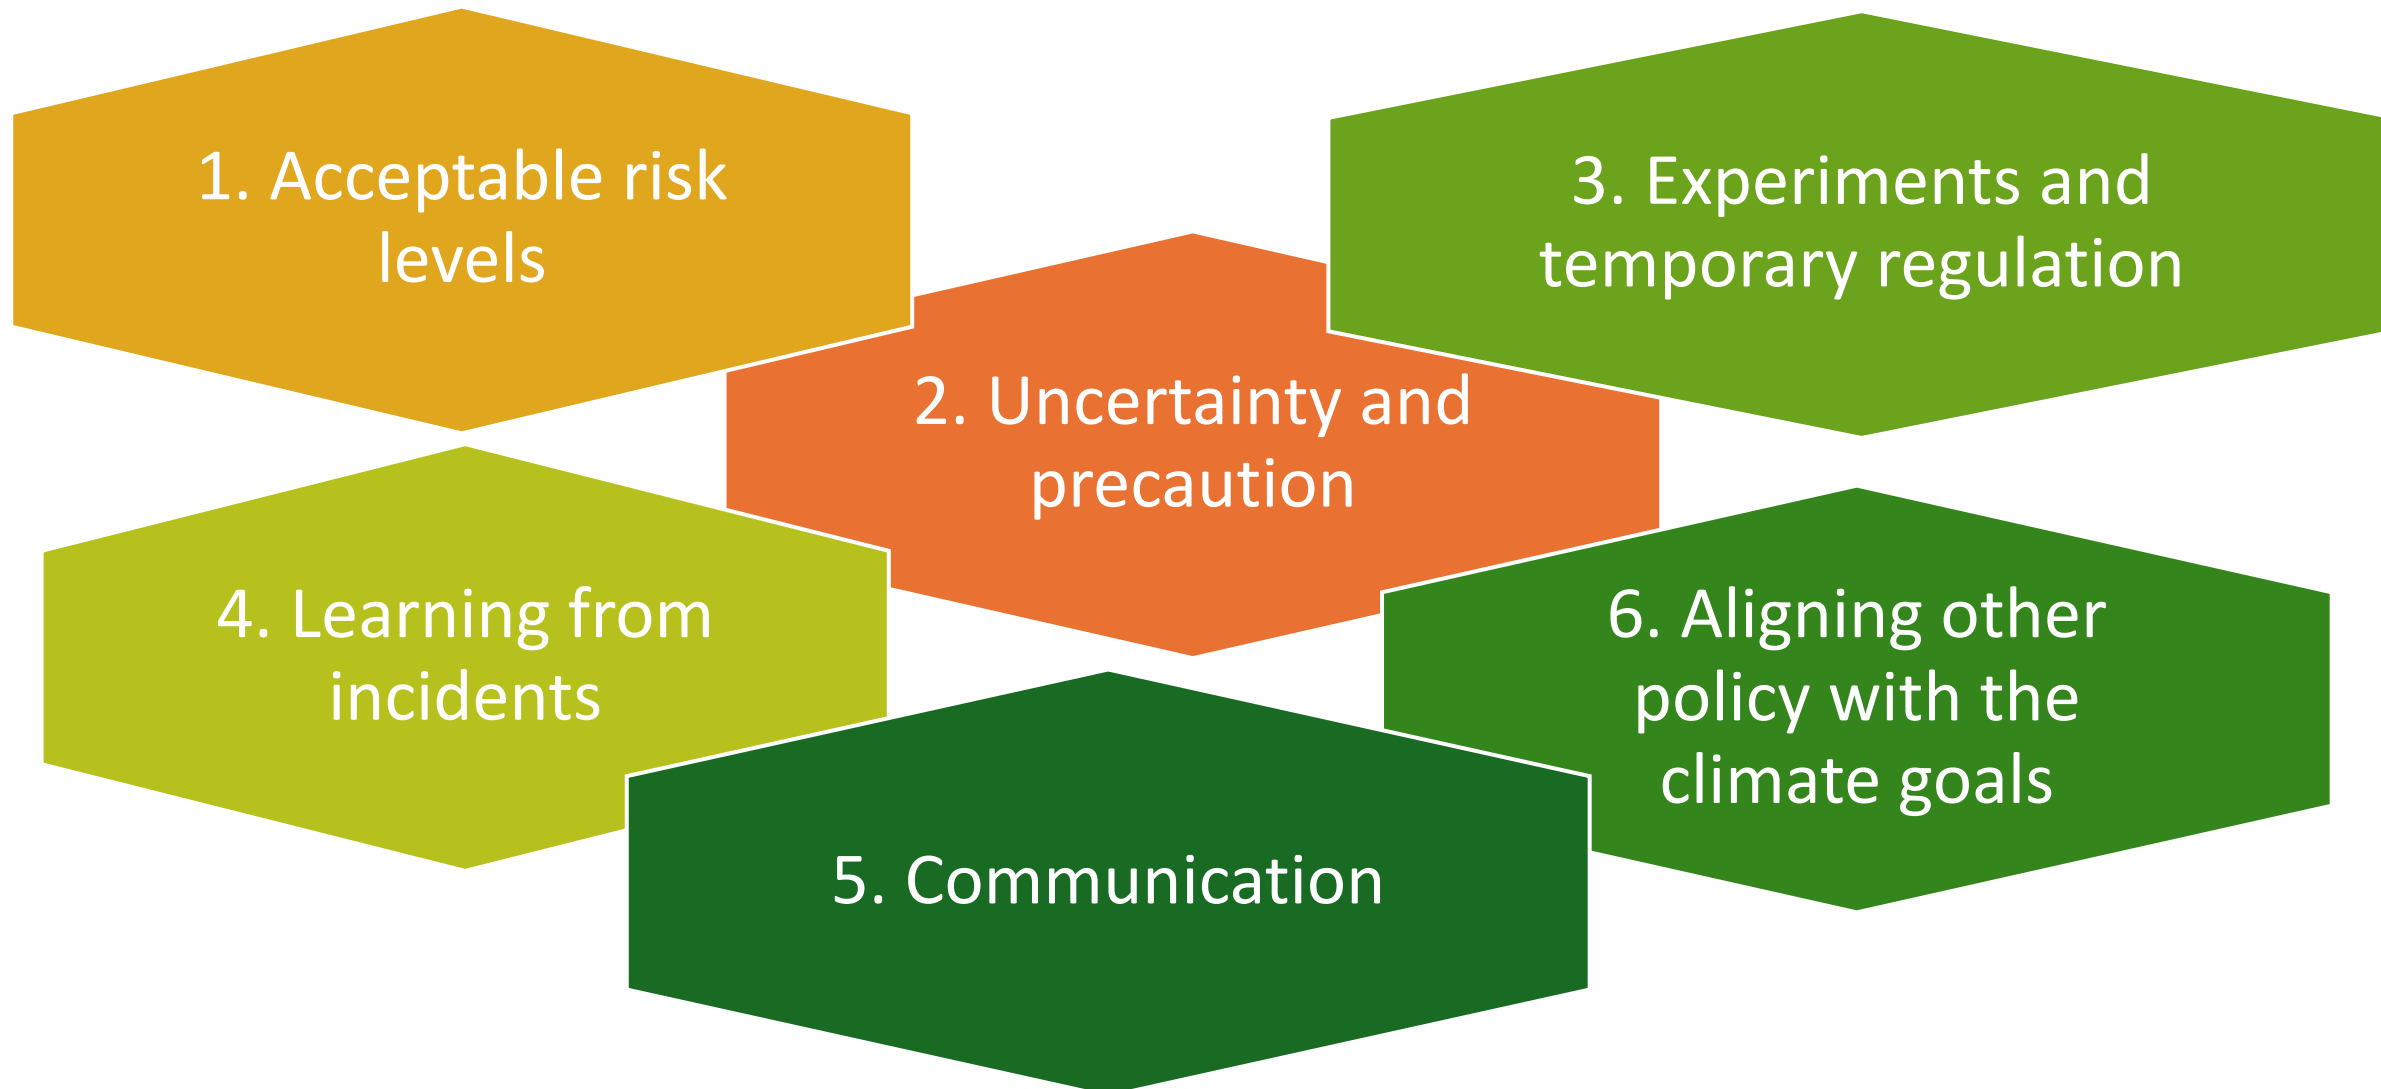 1. Acceptable risk
levels
2. Uncertainty and
precaution
3. Experiments and
temporary regulation
4. Learning from
incidents
5. Communication
6. Aligning other
policy with the
climate goals